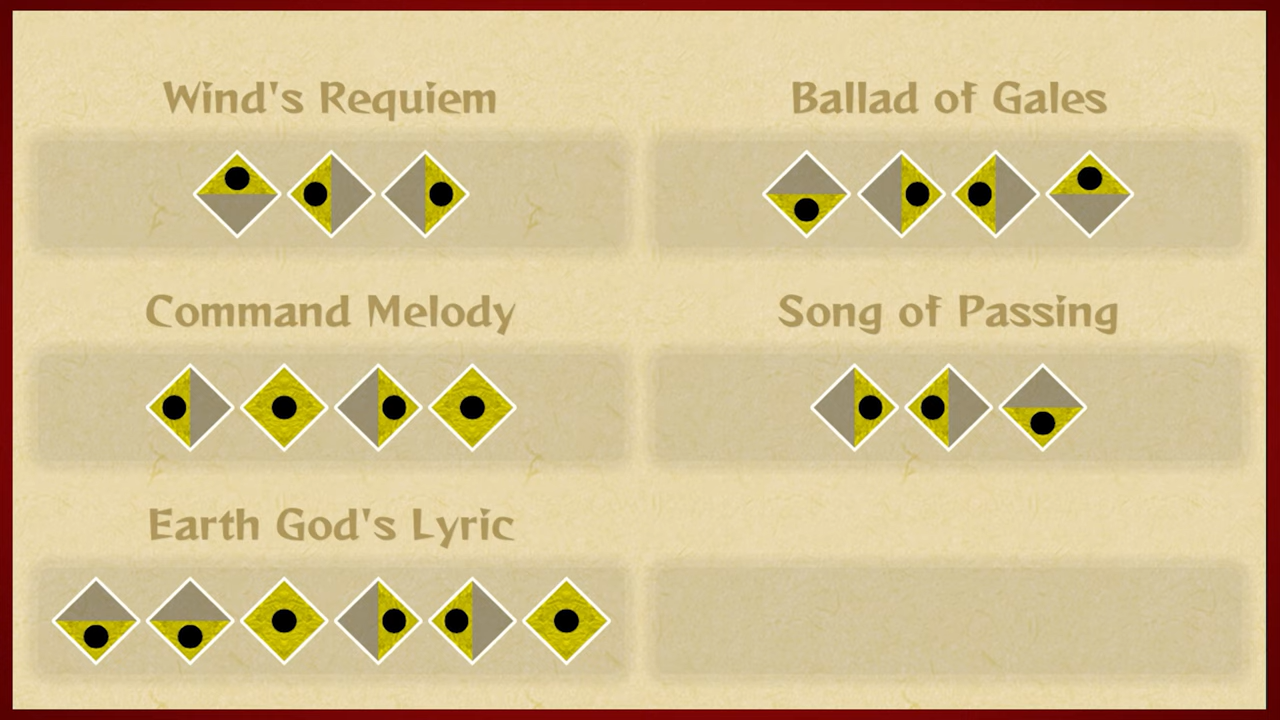 Wind's Requiem
Ballad of Gales
Command Melody
Song of Passing
Earth God's Lyric